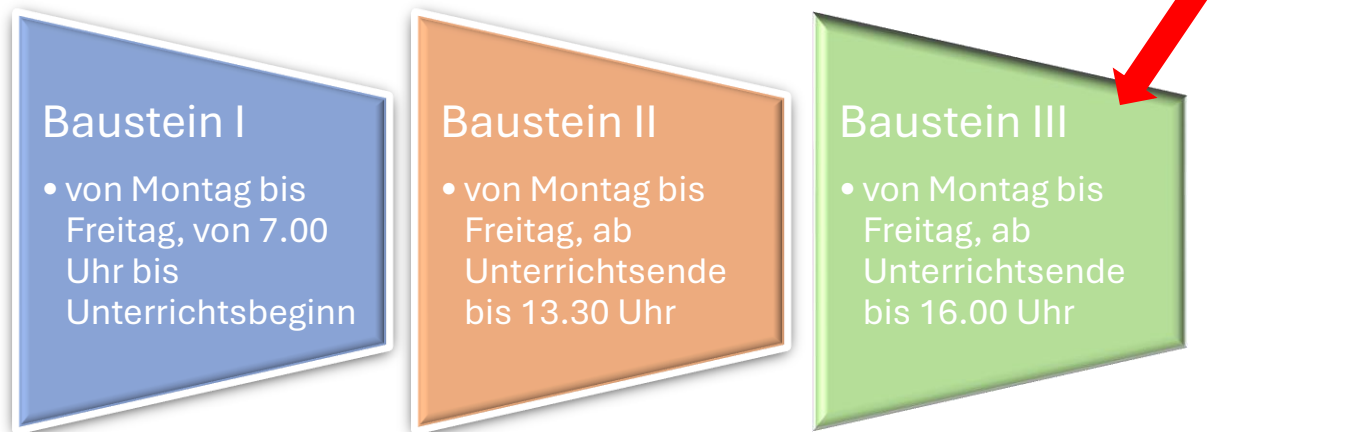 Baustein I
• von Montag bis
Freitag, von 7.00
Uhr bis
Unterrichtsbeginn
Baustein II
• von Montag bis
Freitag, ab
Unterrichtsende
bis 13.30 Uhr
Baustein III
• von Montag bis
Freitag, ab
Unterrichtsende
bis 16.00 Uhr